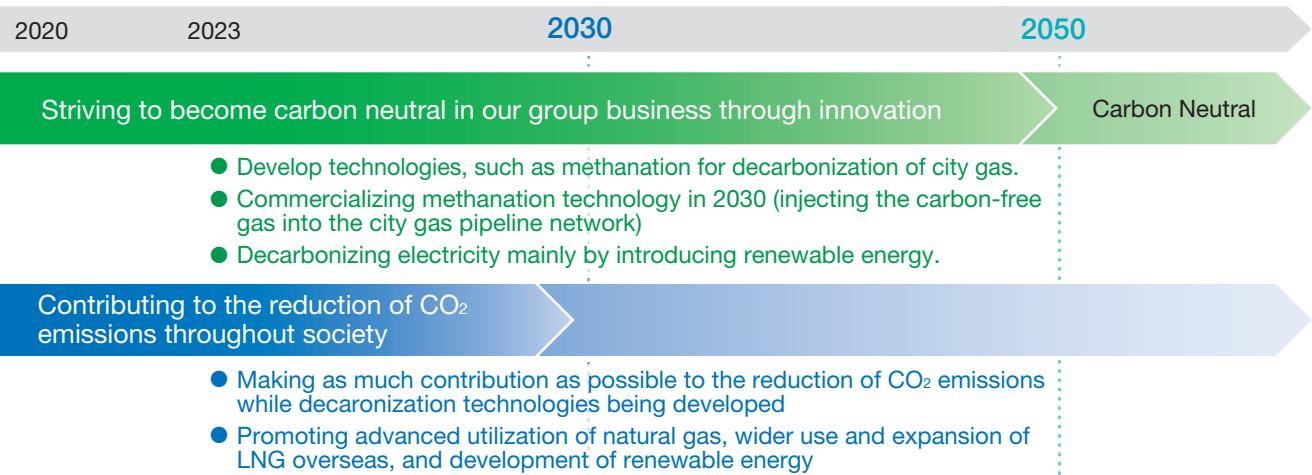 2020 2023 2030 2050
Striving to become carbon neutral in our group business through innovation Carbon Neutral
● Develop technologies, such as methanation for decarbonization of city gas.
● Commercializing methanation technology in 2030 (injecting the carbon-free
gas into the city gas pipeline network)
● Decarbonizing electricity mainly by introducing renewable energy.
Contributing to the reduction of CO₂
emissions throughout society
● Making as much contribution as possible to the reduction of CO₂ emissions
while decaronization technologies being developed
● Promoting advanced utilization of natural gas, wider use and expansion of
LNG overseas, and development of renewable energy